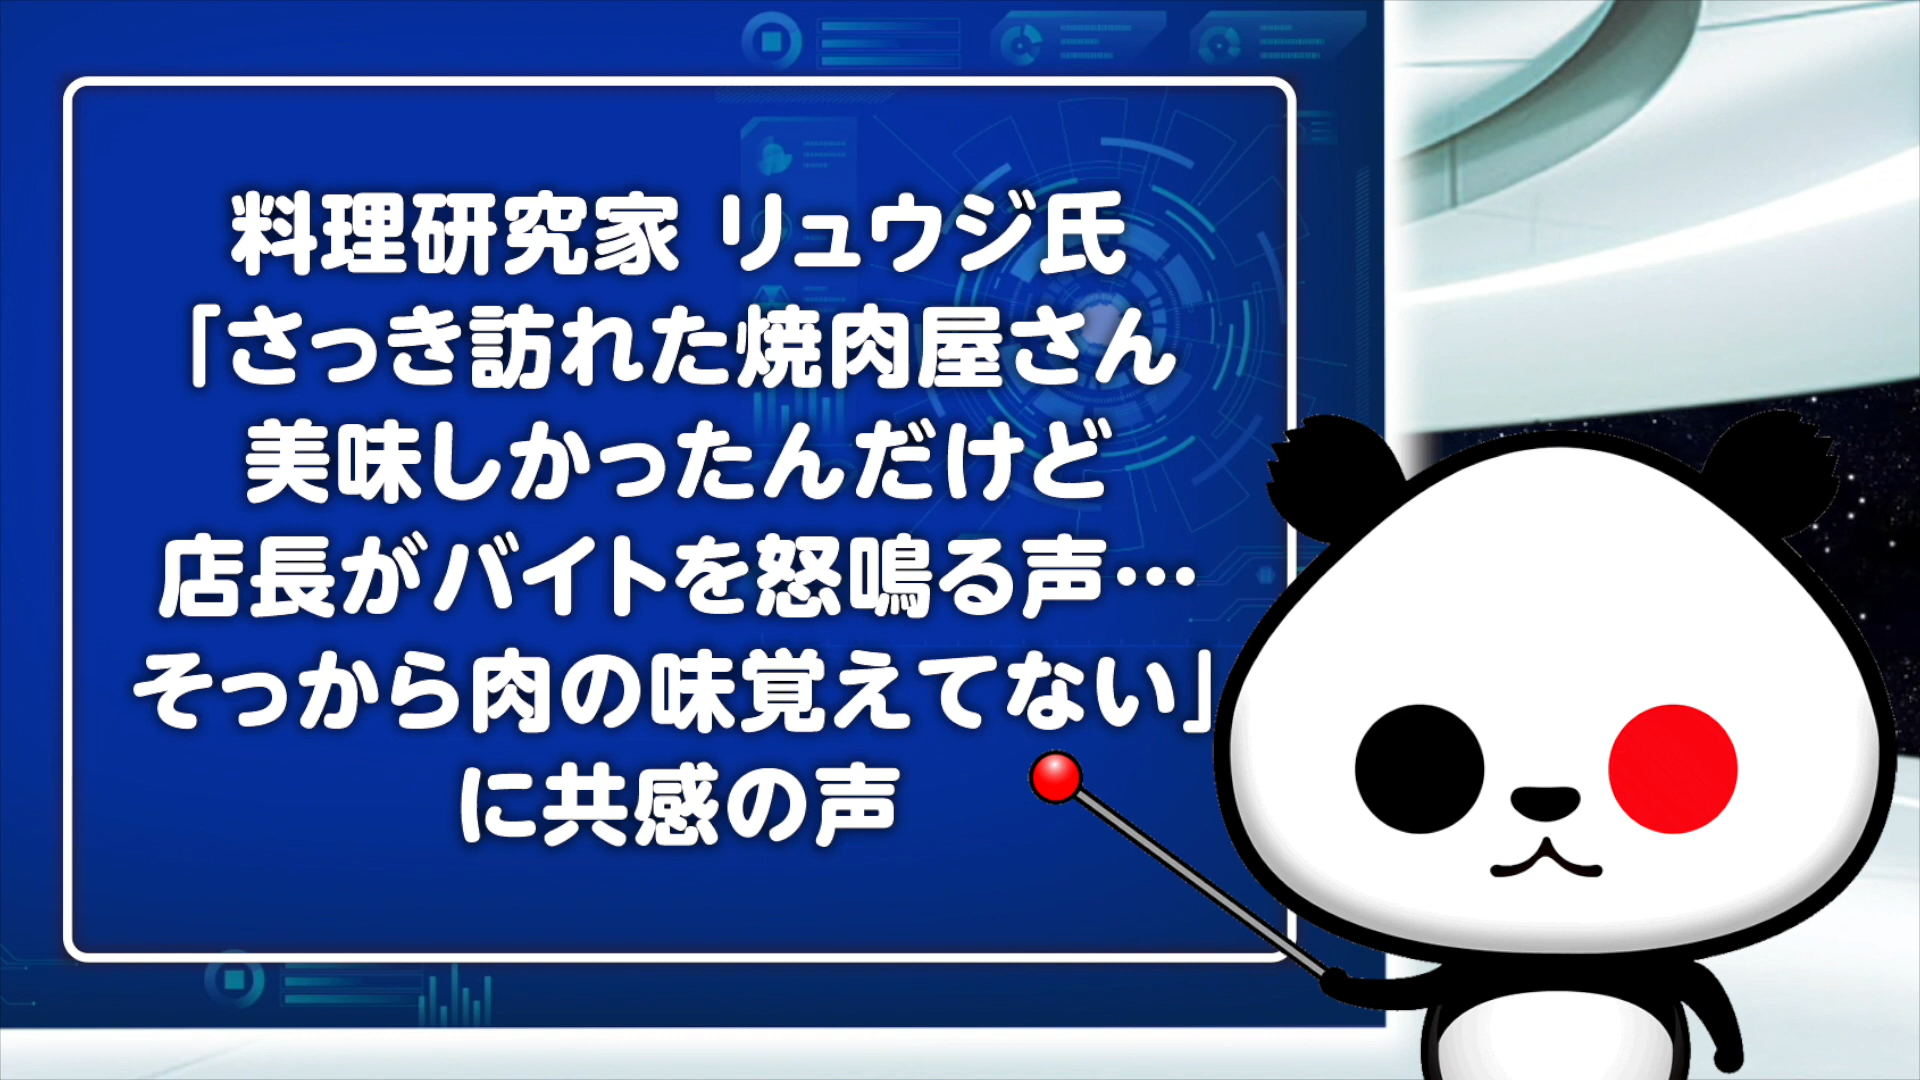 料理研究家 リュウジ氏
「さっき訪れた焼肉屋さん
美味しかったんだけど
店長がバイトを怒鳴る声…
そっから肉の味覚えてない」
に共感の声